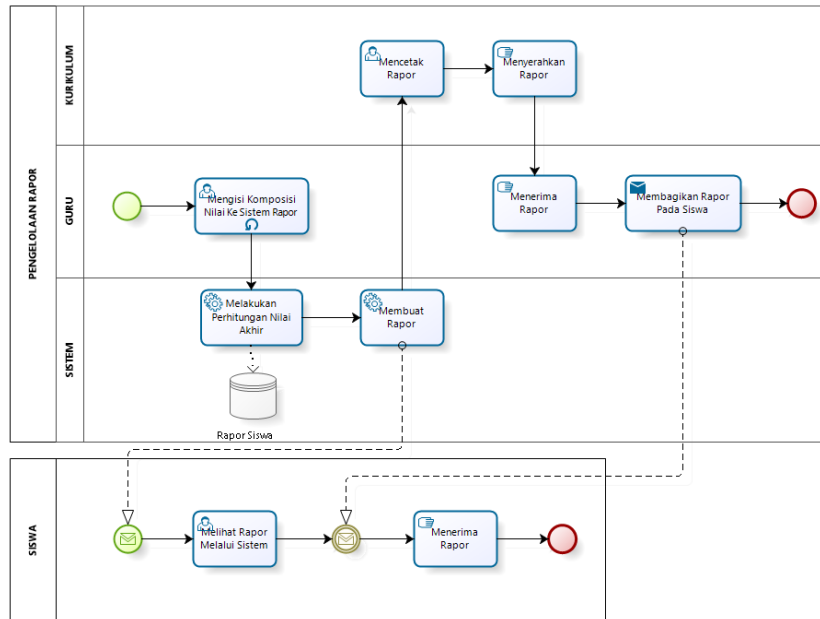 PENGELOLAAN RAPOR
KURIKULUM
Mencetak
Rapor
Menyerahkan
Rapor
GURU
Mengisi Komposisi
Nilai Ke Sistem Rapor
Menerima
Rapor
Membagikan Rapor
Pada Siswa
SISTEM
Melakukan
Perhitungan Nilai
Akhir
Membuat
Rapor
Rapor Siswa
SISWA
Melihat Rapor
Melalui Sistem
Menerima
Rapor